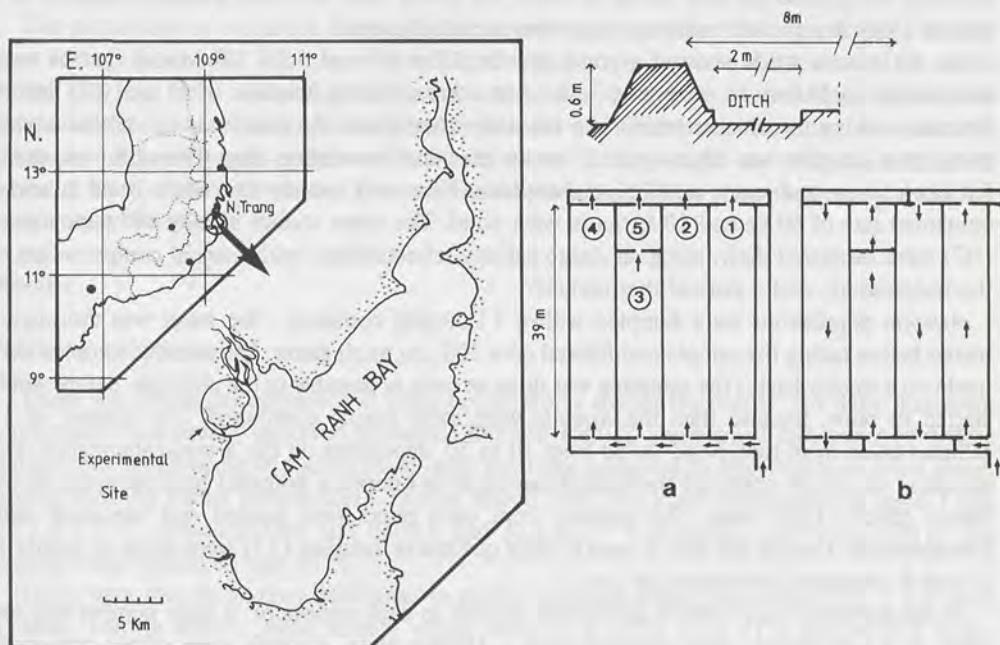 E. 107° 109° 111°
N.
13°
N. Trang
11°
9°
CAM RANH BAY
Experimental
Site
5 Km
8m
2 m
0.6 m
DITCH
4 5 2 1
3
39 m
a b